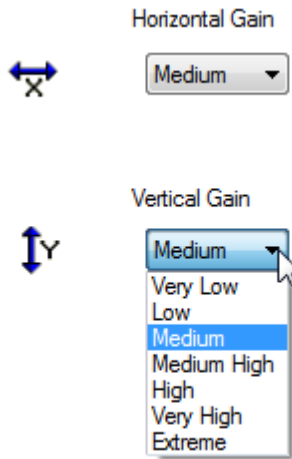 Horizontal Gain
X
Medium
Vertical Gain
Y
Medium
Very Low
Low
Medium
Medium High
High
Very High
Extreme